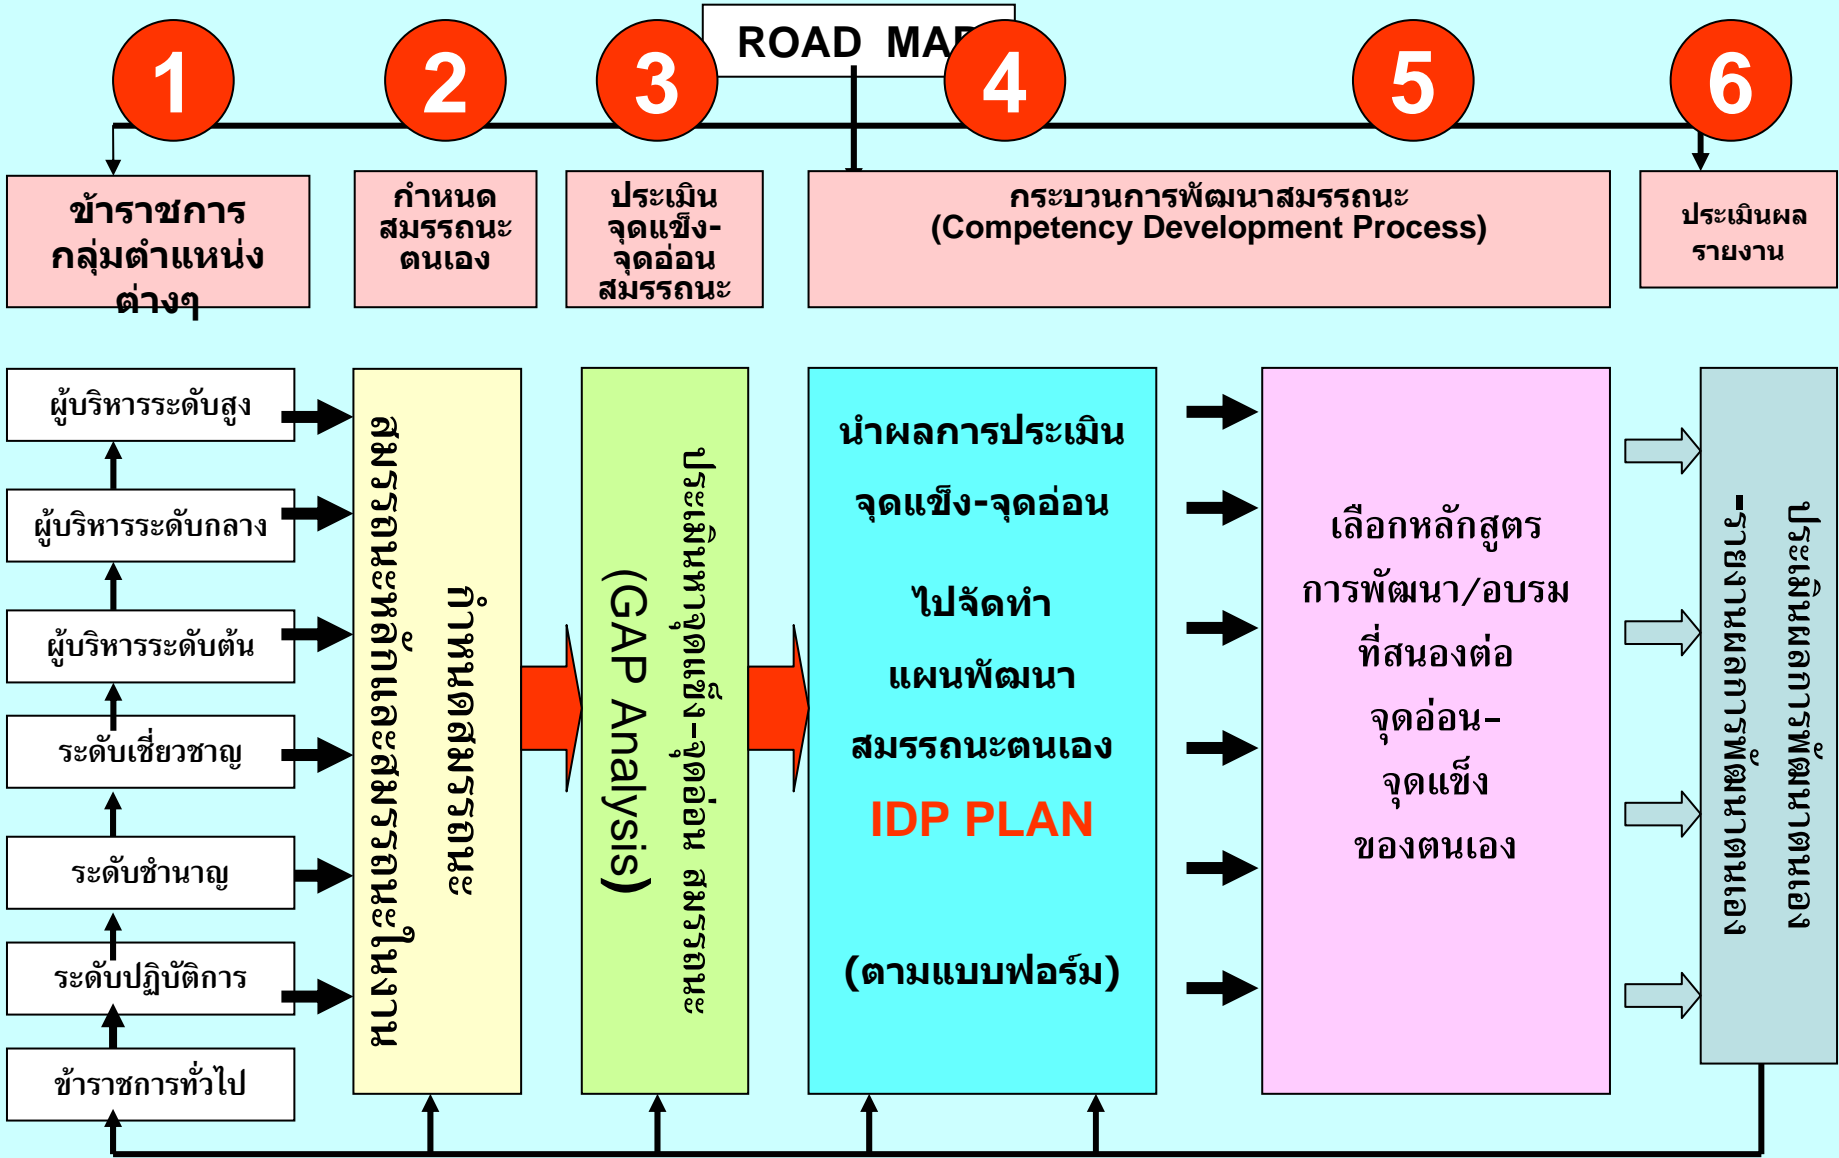 ROAD MAP
1
2
3
4
5
6
ข้าราชการ
กลุ่มตำแหน่ง
ต่างๆ
กำหนด
สมรรถนะ
ตนเอง
ประเมิน
จุดแข็ง-
จุดอ่อน
สมรรถนะ
กระบวนการพัฒนาสมรรถนะ
(Competency Development Process)
ประเมินผล
รายงาน
ผู้บริหารระดับสูง
ผู้บริหารระดับกลาง
ผู้บริหารระดับต้น
ระดับเชี่ยวชาญ
ระดับชำนาญ
ระดับปฏิบัติการ
ข้าราชการทั่วไป
กำหนดสมรรถนะ
สมรรถนะหลักและสมรรถนะในงาน
ประเมินหาจุดแข็ง-จุดอ่อน สมรรถนะ
(GAP Analysis)
นำผลการประเมิน
จุดแข็ง-จุดอ่อน
ไปจัดทำ
แผนพัฒนา
สมรรถนะตนเอง
IDP PLAN
(ตามแบบฟอร์ม)
เลือกหลักสูตร
การพัฒนา/อบรม
ที่สนองต่อ
จุดอ่อน-
จุดแข็ง
ของตนเอง
ประเมินผลการพัฒนาตนเอง
-รายงานผลการพัฒนาตนเอง